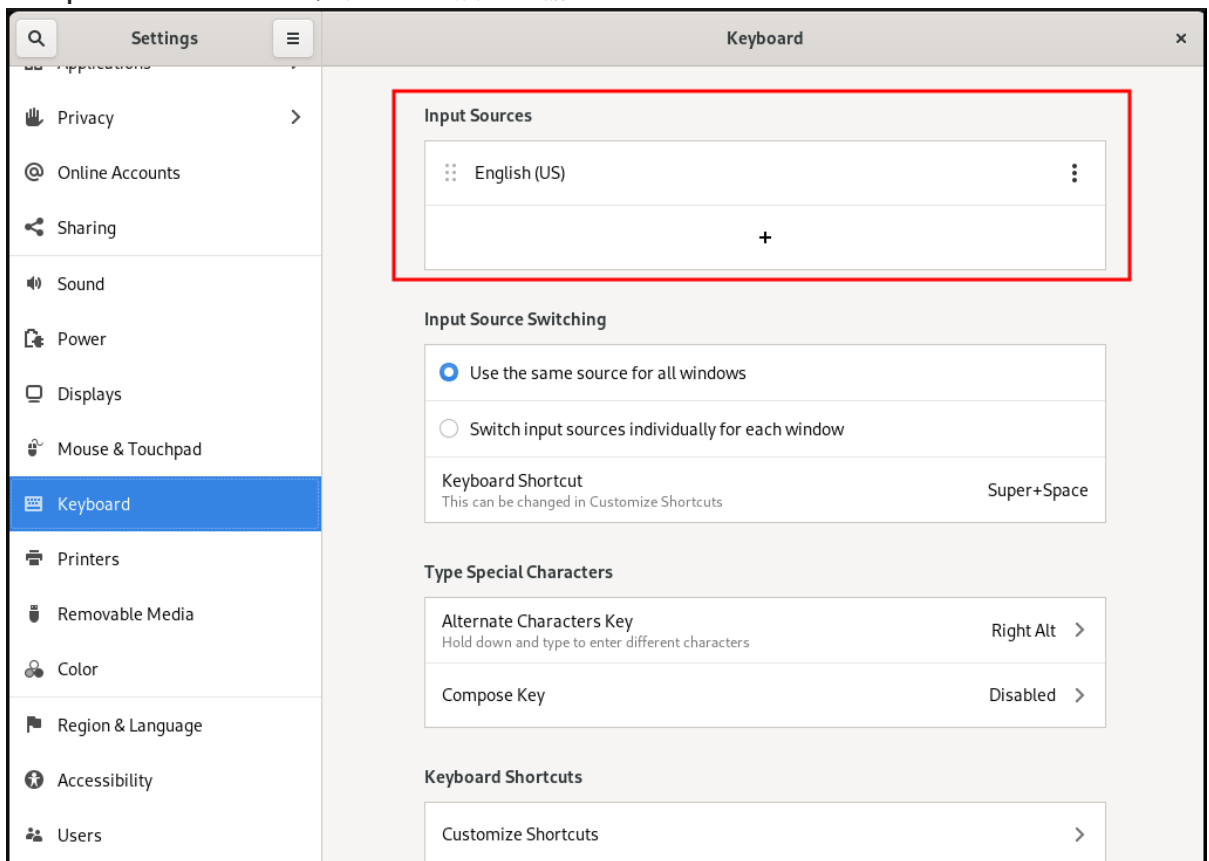 Settings
Keyboard
Applications
Privacy
Online Accounts
Sharing
Sound
Power
Displays
Mouse & Touchpad
Keyboard
Printers
Removable Media
Color
Region & Language
Accessibility
Users
Input Sources
English (US)
+
Input Source Switching
Use the same source for all windows
Switch input sources individually for each window
Keyboard Shortcut
Super+Space
This can be changed in Customize Shortcuts
Type Special Characters
Alternate Characters Key
Right Alt
Hold down and type to enter different characters
Compose Key
Disabled
Keyboard Shortcuts
Customize Shortcuts